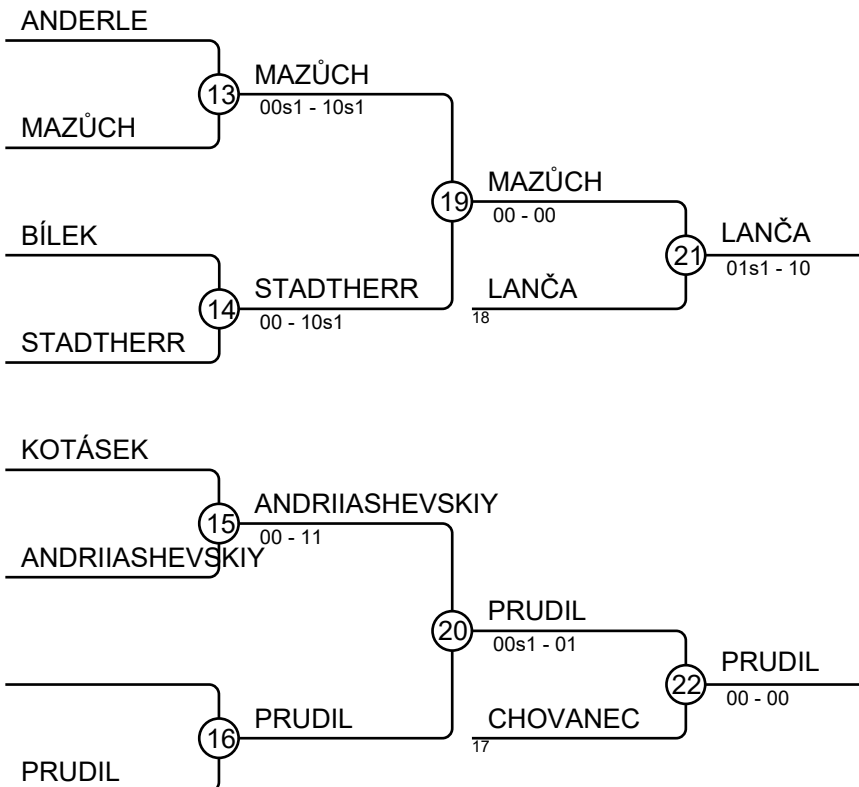 ANDERLE
13
MAZŮCH
00s1 - 10s1
MAZŮCH
19
MAZŮCH
00 - 00
BÍLEK
14
STADTHERR
00 - 10s1
STADTHERR
LANČA
18
21
LANČA
01s1 - 10
KOTÁSEK
15
ANDRIIASHEVSKIY
00 - 11
ANDRIIASHEVSKIY
20
PRUDIL
00s1 - 01
16
PRUDIL
PRUDIL
CHOVANEC
17
22
PRUDIL
00 - 00